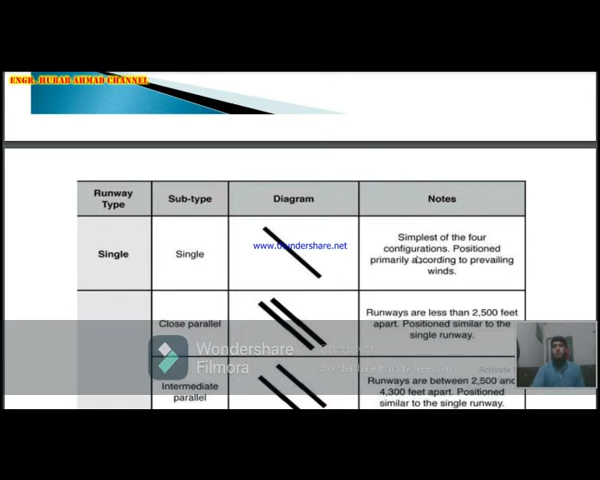 ENGR. HUBAB AHMAD CHANNEL
Runway Type
Sub-type
Diagram
Notes
Single
Single
www.thundershare.net
Simplest of the four
configurations. Positioned
primarily according to prevailing
winds.
Close parallel
Runways are less than 2,500 feet
apart. Positioned similar to the
single runway.
Wondershare
Filmora
Activate
Intermediate
parallel
Runways are between 2,500 and
4,300 feet apart. Positioned
similar to the single runway.